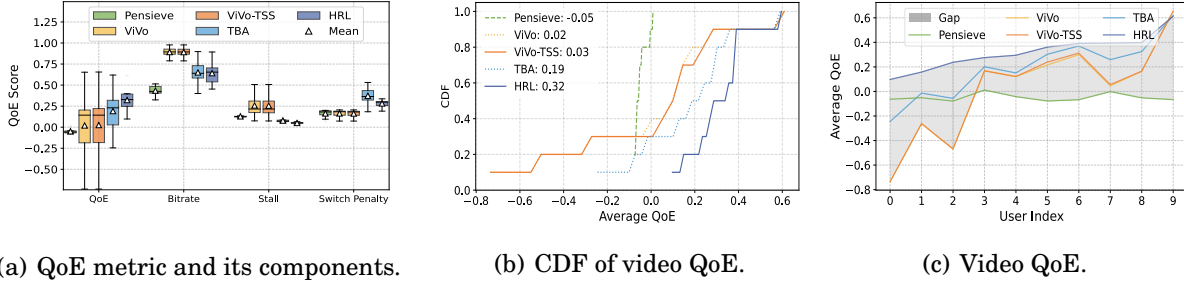 Pensieve ViVo-TSS HRL
ViVo TBA Mean
QoE Score
1.00
0.75
0.50
0.25
0.00
−0.25
−0.50
QoE Bitrate Stall Switch Penalty
(a) QoE metric and its components.
CDF
1.0
0.8
0.6
0.4
0.2
0.0
Pensieve: -0.05
ViVo: 0.02
ViVo-TSS: 0.03
TBA: 0.19
HRL: 0.32
−0.8 −0.6 −0.4 −0.2 0.0 0.2 0.4 0.6
Average QoE
(b) CDF of video QoE.
Gap ViVo TBA
Pensieve ViVo-TSS HRL
Average QoE
0.8
0.6
0.4
0.2
0.0
−0.2
−0.4
−0.6
−0.8
0 1 2 3 4 5 6 7 8 9
User Index
(c) Video QoE.